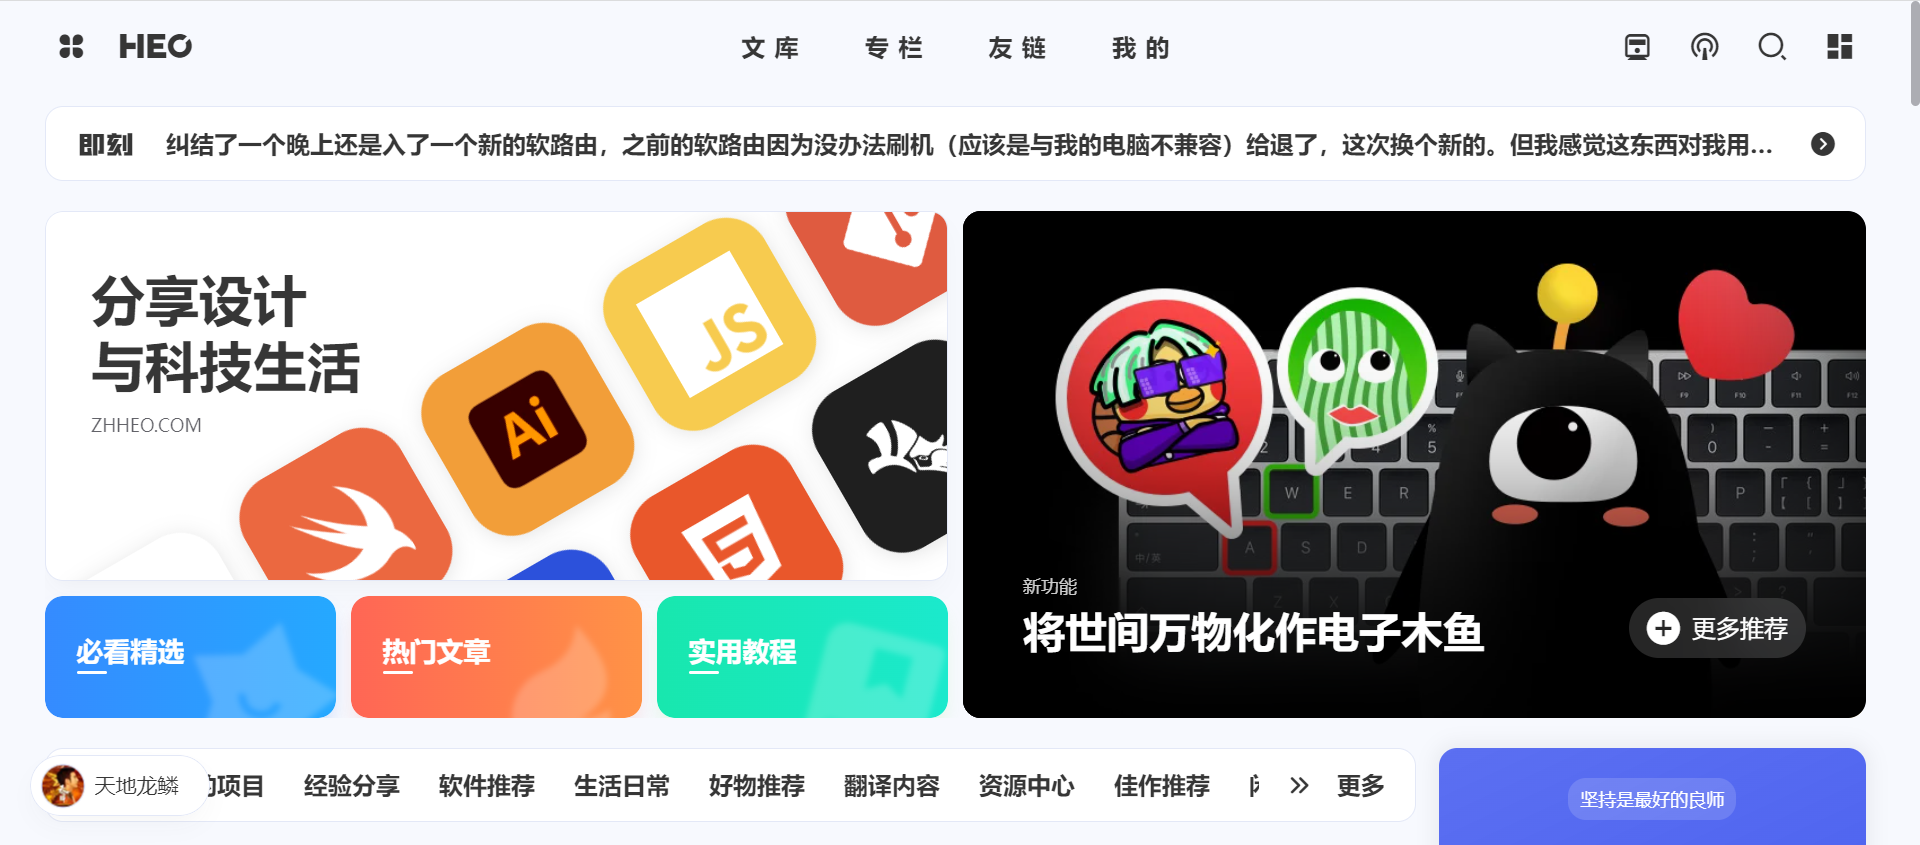 HEO
文库
专栏
友链
我的
即刻 纠结了一个晚上还是入了一个新的软路由，之前的软路由因为没办法刷机（应该是与我的电脑不兼容）给退了，这次换个新的。但我感觉这东西对我用...
分享设计
与科技生活
ZHHEO.COM
JS
Ai
5
W
E
R
A
S
D
P
新功能
将世间万物化作电子木鱼
更多推荐
必看精选
热门文章
实用教程
天地龙鳞
的项目
经验分享
软件推荐
生活日常
好物推荐
翻译内容
资源中心
佳作推荐
更多
坚持是最好的良师